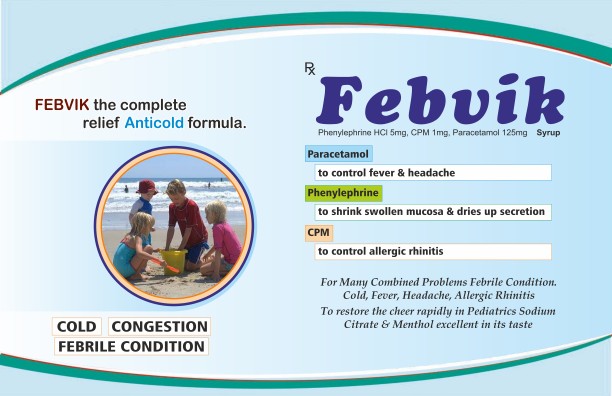 FEBVIK the complete
relief Anticold formula.
COLD CONGESTION
FEBRILE CONDITION
Rx
Febvik
Phenylephrine HCl 5mg, CPM 1mg, Paracetamol 125mg Syrup
Paracetamol
to control fever & headache
Phenylephrine
to shrink swollen mucosa & dries up secretion
CPM
to control allergic rhinitis
For Many Combined Problems Febrile Condition.
Cold, Fever, Headache, Allergic Rhinitis
To restore the cheer rapidly in Pediatrics Sodium
Citrate & Menthol excellent in its taste